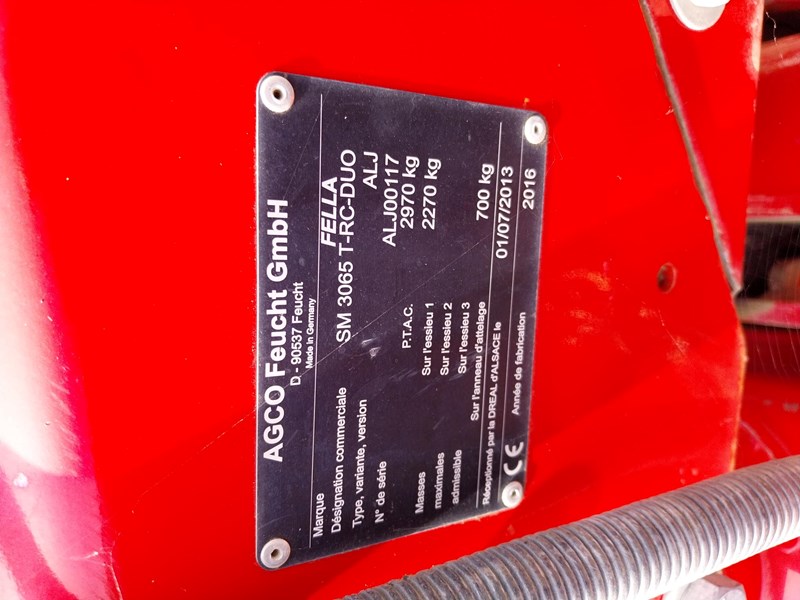 AGCO Feucht GmbH
D - 90537 Feucht
Made in Germany
Marque FELLA
Désignation commerciale SM 3065 T-RC-DUO
Type, variante, version ALJ
N° de série ALJ00117
P.T.A.C. 2970 kg
Masses Sur l'essieu 1 2270 kg
maximales Sur l'essieu 2
admissible Sur l'essieu 3
Sur l'anneau d'attelage 700 kg
Réceptionné par la DREAL d'ALSACE le 01/07/2013
CE Année de fabrication 2016